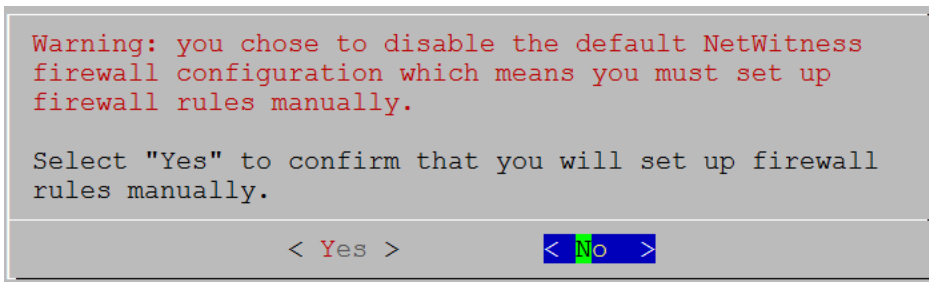 Warning: you chose to disable the default NetWitness
firewall configuration which means you must set up
firewall rules manually.
Select "Yes" to confirm that you will set up firewall
rules manually.
< Yes > < No >